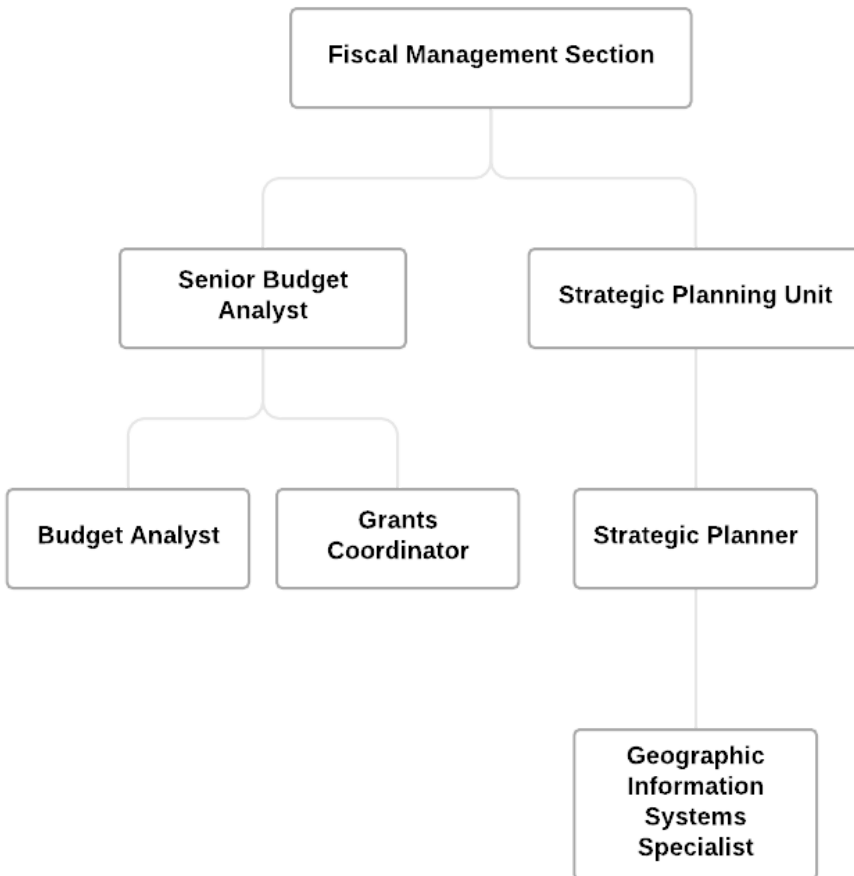 Fiscal Management Section
Senior Budget
Analyst
Strategic Planning Unit
Budget Analyst
Grants
Coordinator
Strategic Planner
Geographic
Information
Systems
Specialist